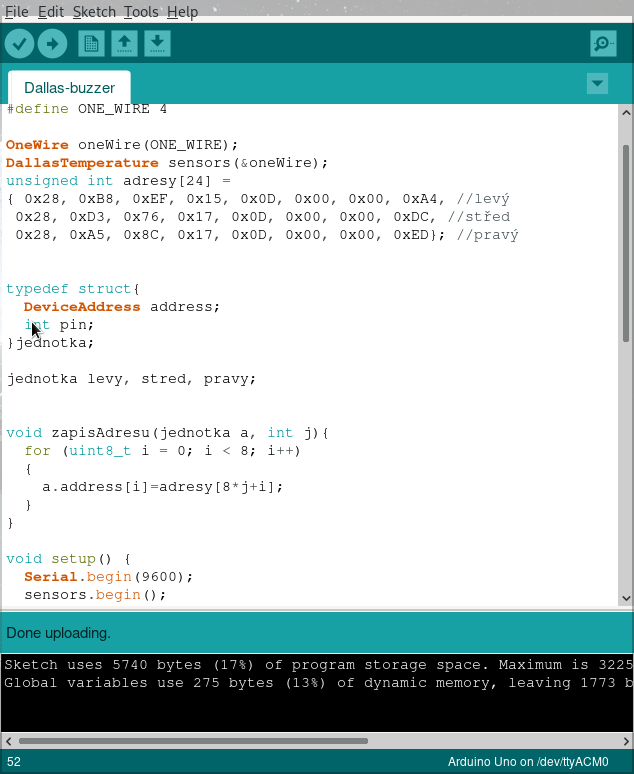 File Edit Sketch Tools Help
Dallas-buzzer
#define ONE_WIRE 4
OneWire oneWire(ONE_WIRE);
DallasTemperature sensors(&oneWire);
unsigned int adresy[24] =
{ 0x28, 0xB8, 0xEF, 0x15, 0x0D, 0x00, 0x00, 0xA4, //levý
0x28, 0xD3, 0x76, 0x17, 0x0D, 0x00, 0x00, 0xDC, //střed
0x28, 0xA5, 0x8C, 0x17, 0x0D, 0x00, 0x00, 0xED}; //pravý
typedef struct{
DeviceAddress address;
int pin;
}jednotka;
jednotka levy, stred, pravy;
void zapisAdresu(jednotka a, int j){
for (uint8_t i = 0; i < 8; i++)
{
a.address[i]=adresy[8*j+i];
}
}
void setup() {
Serial.begin(9600);
sensors.begin();
Done uploading.
Sketch uses 5740 bytes (17%) of program storage space. Maximum is 3225
Global variables use 275 bytes (13%) of dynamic memory, leaving 1773 b
52
Arduino Uno on /dev/ttyACM0